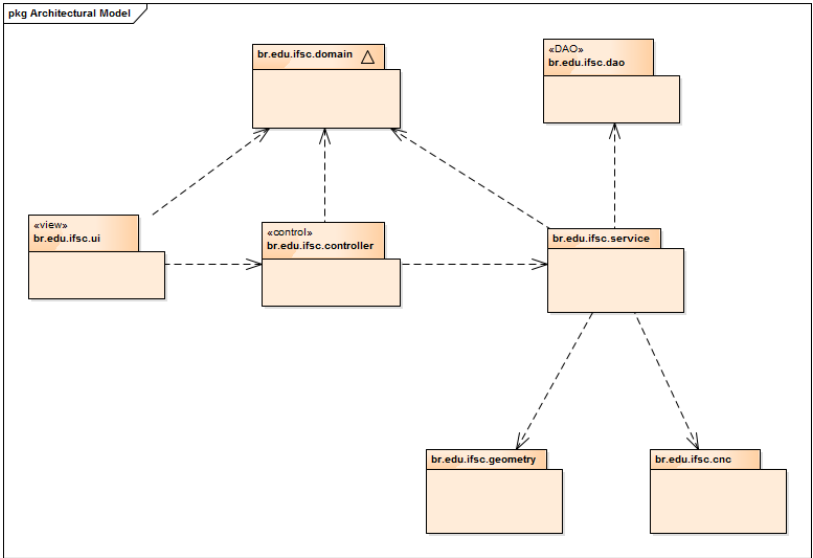 pkg Architectural Model
br.edu.ifsc.domain
«DAO»
br.edu.ifsc.dao
«view»
br.edu.ifsc.ui
«control»
br.edu.ifsc.controller
br.edu.ifsc.service
br.edu.ifsc.geometry
br.edu.ifsc.cnc